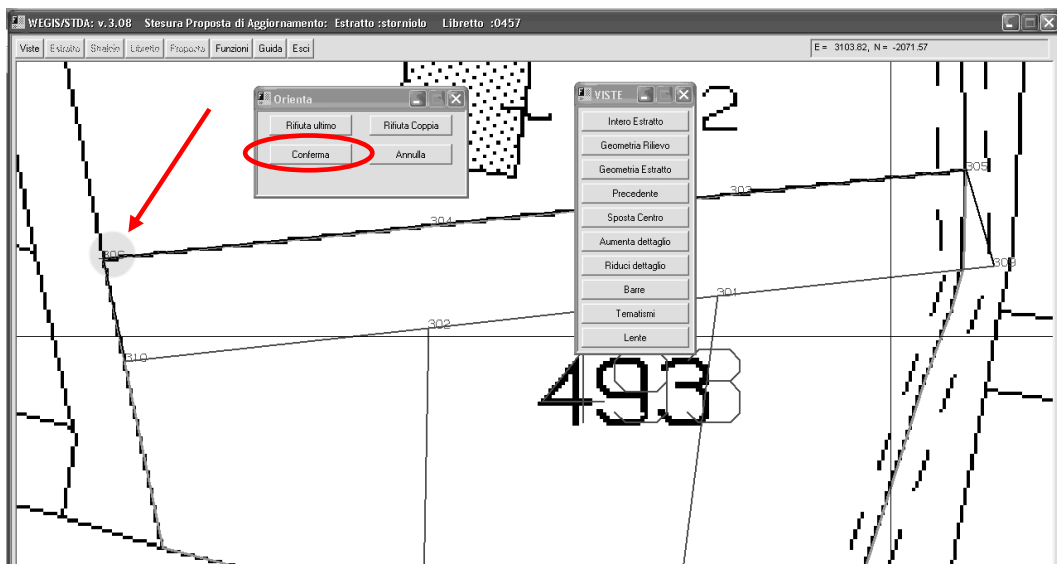 WEGIS/STDA: v.3.08 Stesura Proposta di Aggiornamento: Estratto :storniolo Libretto :0457
Viste Estratto Stralcio Libretto Proposta Funzioni Guida Esci
E = 3103.82, N = -2071.57
Orienta
Rifiuta ultimo Rifiuta Coppia
Conferma Annulla
VISTE
Intero Estratto
Geometria Rilievo
Geometria Estratto
Precedente
Sposta Centro
Aumenta dettaglio
Riduci dettaglio
Barre
Tematismi
Lente
2
305
303
304
309
301
302
310
493